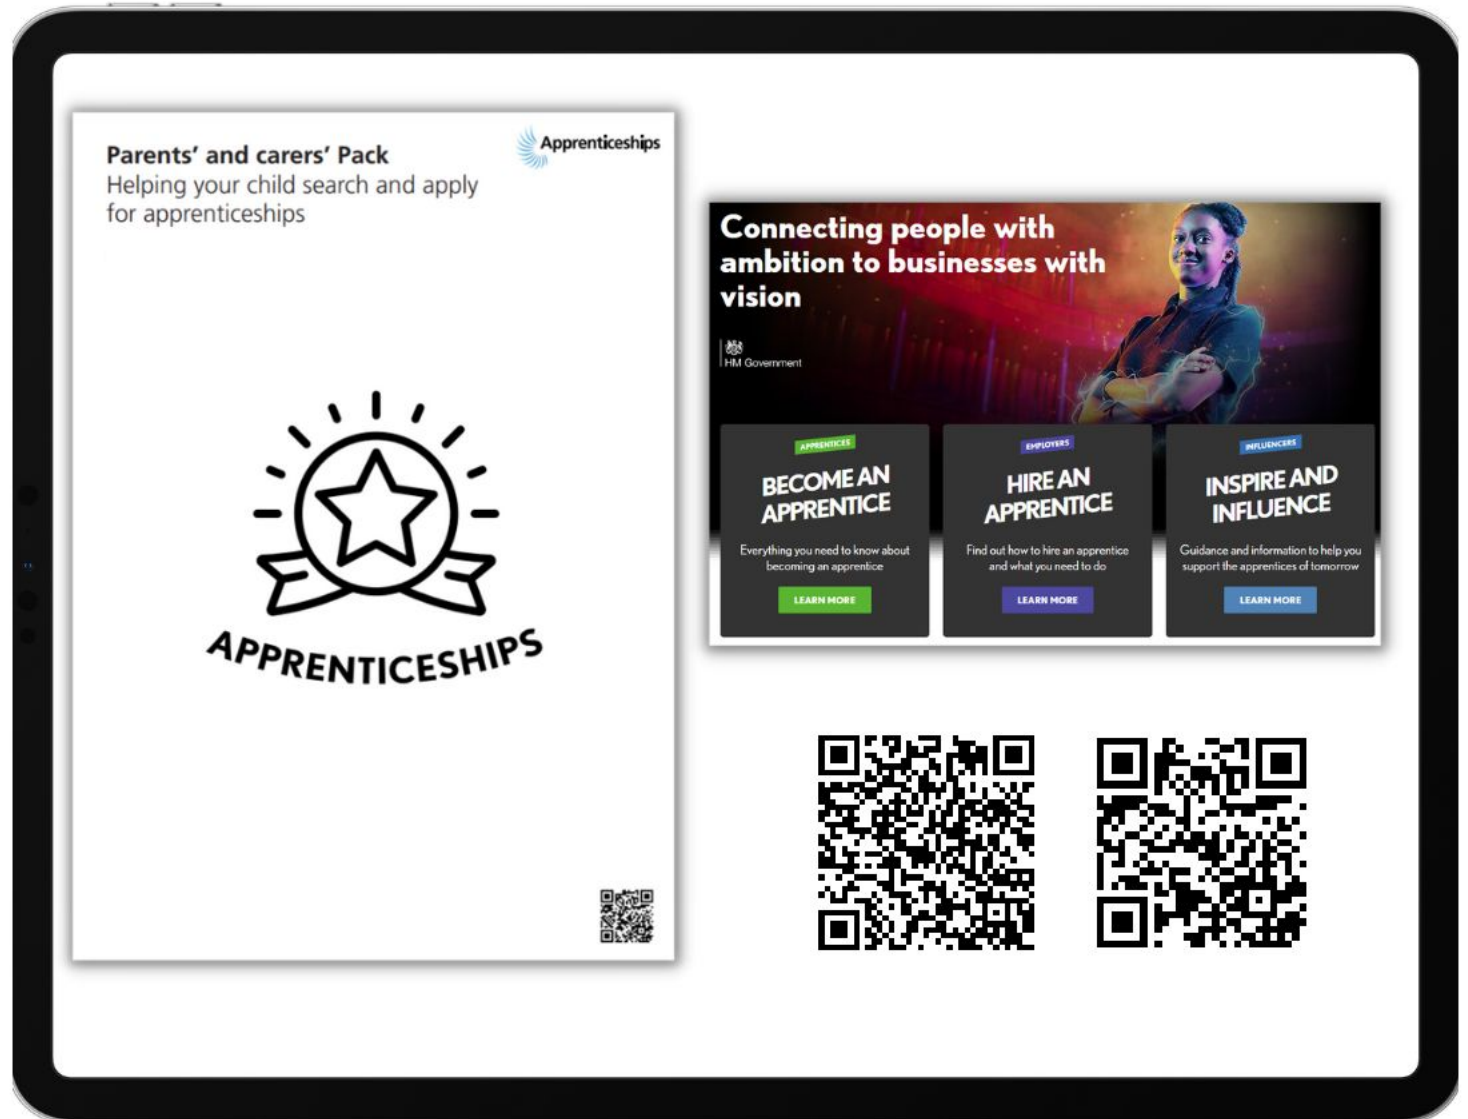 Parents' and carers' Pack
Helping your child search and apply
for apprenticeships
Apprenticeships
APPRENTICESHIPS
Connecting people with
ambition to businesses with
vision
HM Government
APPRENTICES
BECOME AN
APPRENTICE
Everything you need to know about
becoming an apprentice
LEARN MORE
EMPLOYERS
HIRE AN
APPRENTICE
Find out how to hire an apprentice
and what you need to do
LEARN MORE
INFLUENCERS
INSPIRE AND
INFLUENCE
Guidance and information to help you
support the apprentices of tomorrow
LEARN MORE